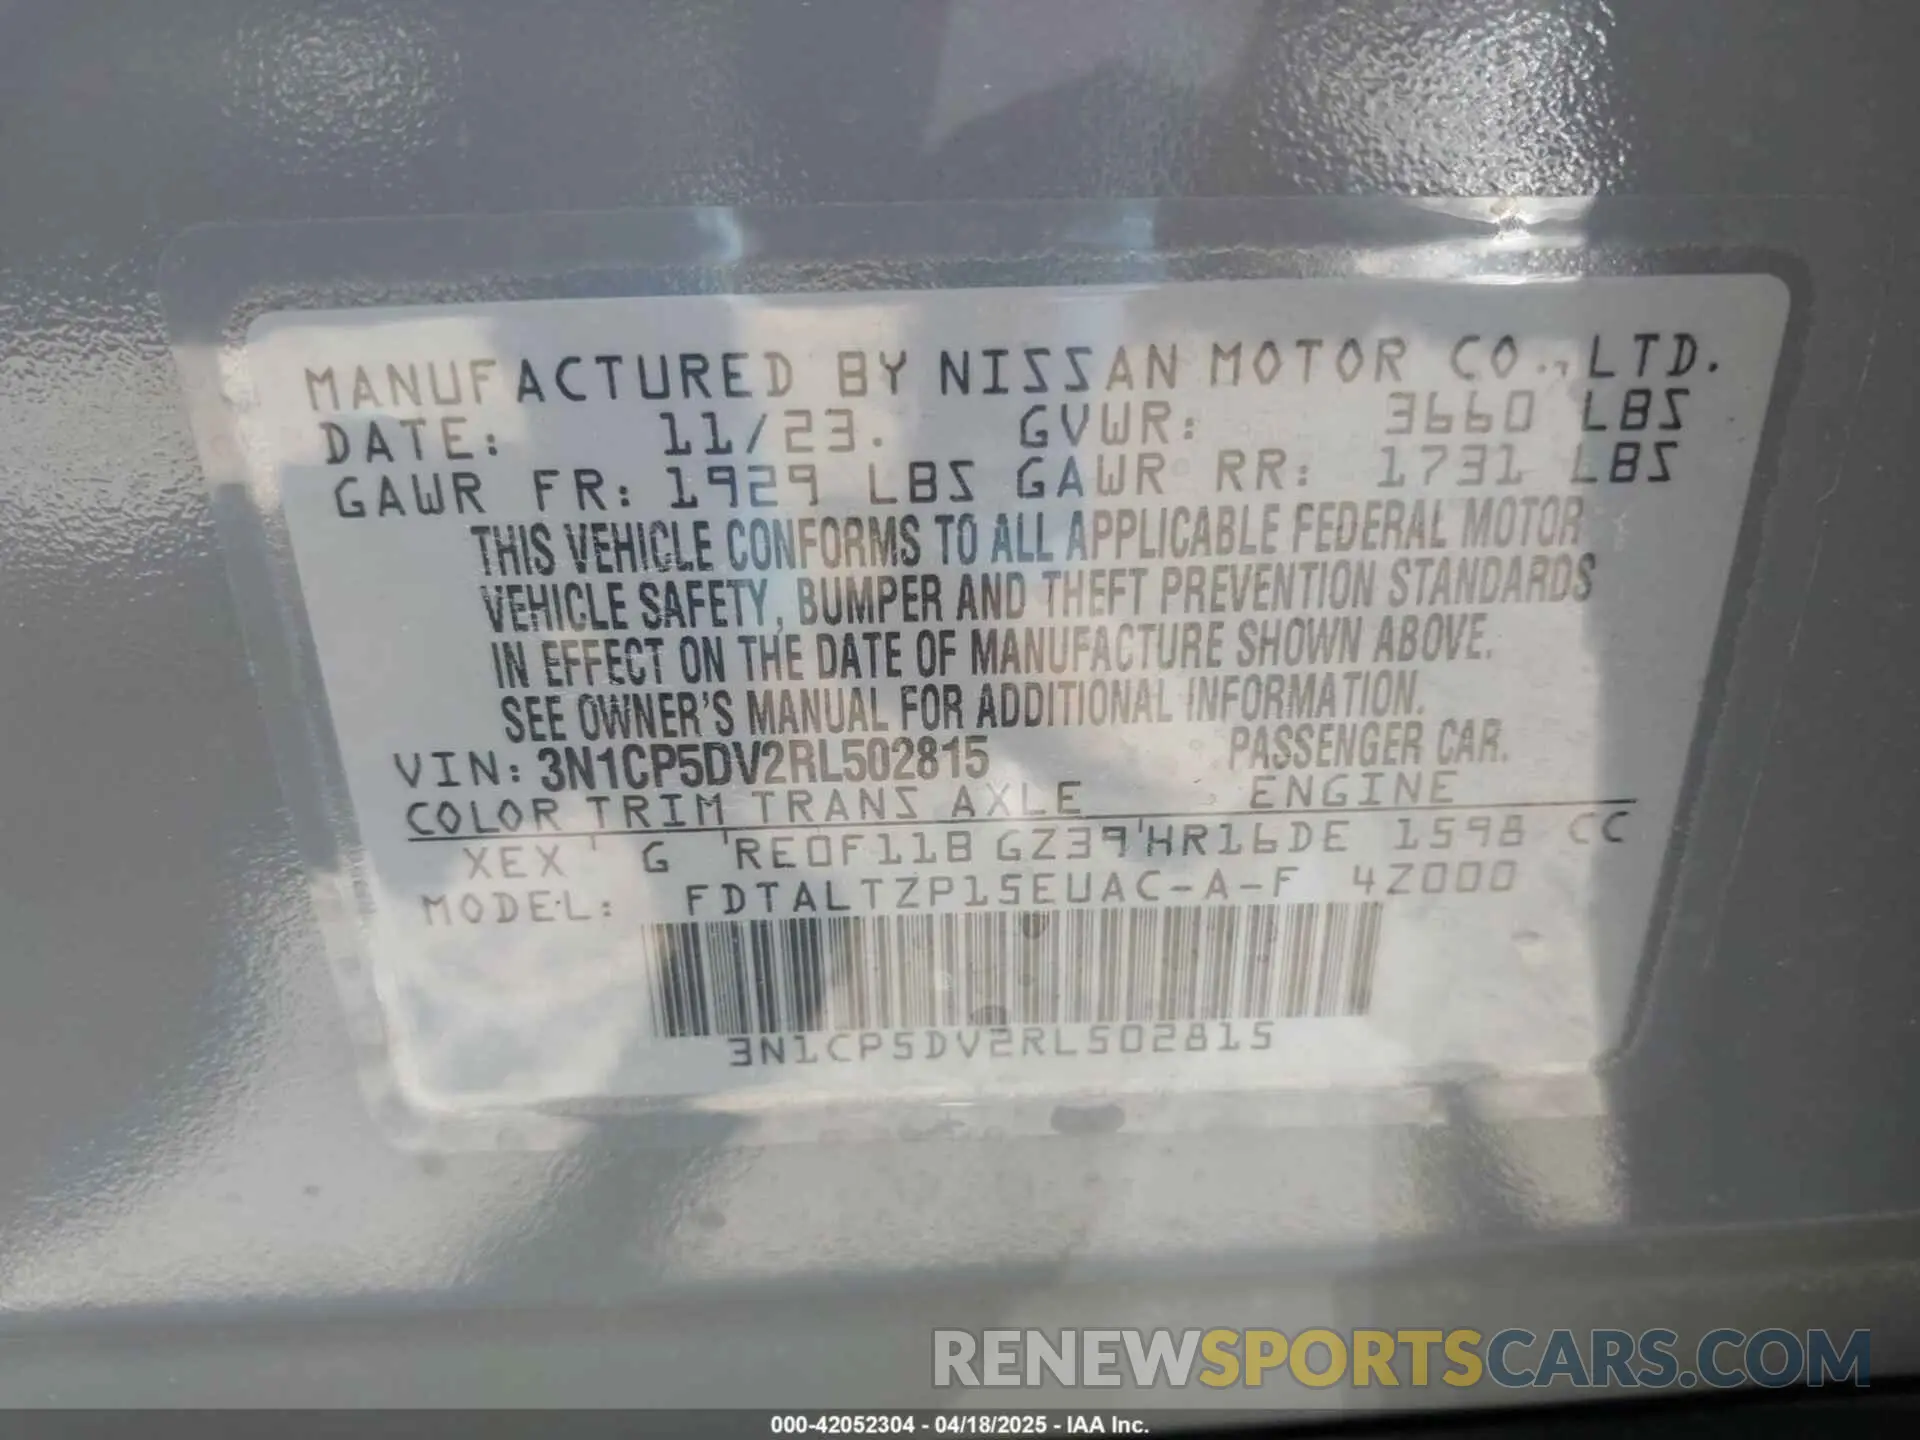 MANUFACTURED BY NISSAN MOTOR CO., LTD.
DATE: 11/23. GVWR: 3660 LBS
GAWR FR: 1929 LBS GAWR RR: 1731 LBS
THIS VEHICLE CONFORMS TO ALL APPLICABLE FEDERAL MOTOR
VEHICLE SAFETY, BUMPER AND THEFT PREVENTION STANDARDS
IN EFFECT ON THE DATE OF MANUFACTURE SHOWN ABOVE.
SEE OWNER'S MANUAL FOR ADDITIONAL INFORMATION.
VIN: 3N1CP5DV2RL502815 PASSENGER CAR.
COLOR TRIM TRANS AXLE ENGINE
XEX G RE0F11B GZ39 HR16DE 1598 CC
MODEL: FDTALTZP15EUAC-A-F 4Z000
3N1CP5DV2RL502815
RENEWSPORTSCARS.COM
000-42052304 - 04/18/2025 - IAA Inc.